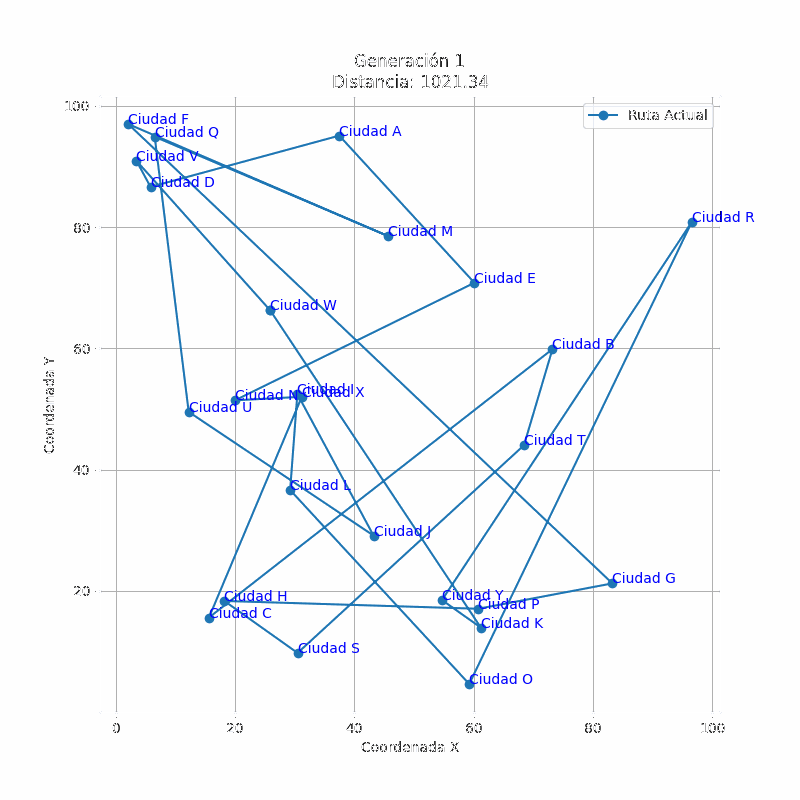 Generación 1
Distancia: 1021.34
Ruta Actual
100
80
60
40
20
0
20
40
60
80
100
Coordenada X
Coordenada Y
Ciudad F
Ciudad Q
Ciudad A
Ciudad V
Ciudad D
Ciudad R
Ciudad M
Ciudad E
Ciudad W
Ciudad B
Ciudad I
Ciudad X
Ciudad N
Ciudad U
Ciudad T
Ciudad L
Ciudad J
Ciudad G
Ciudad H
Ciudad Y
Ciudad P
Ciudad C
Ciudad K
Ciudad S
Ciudad O